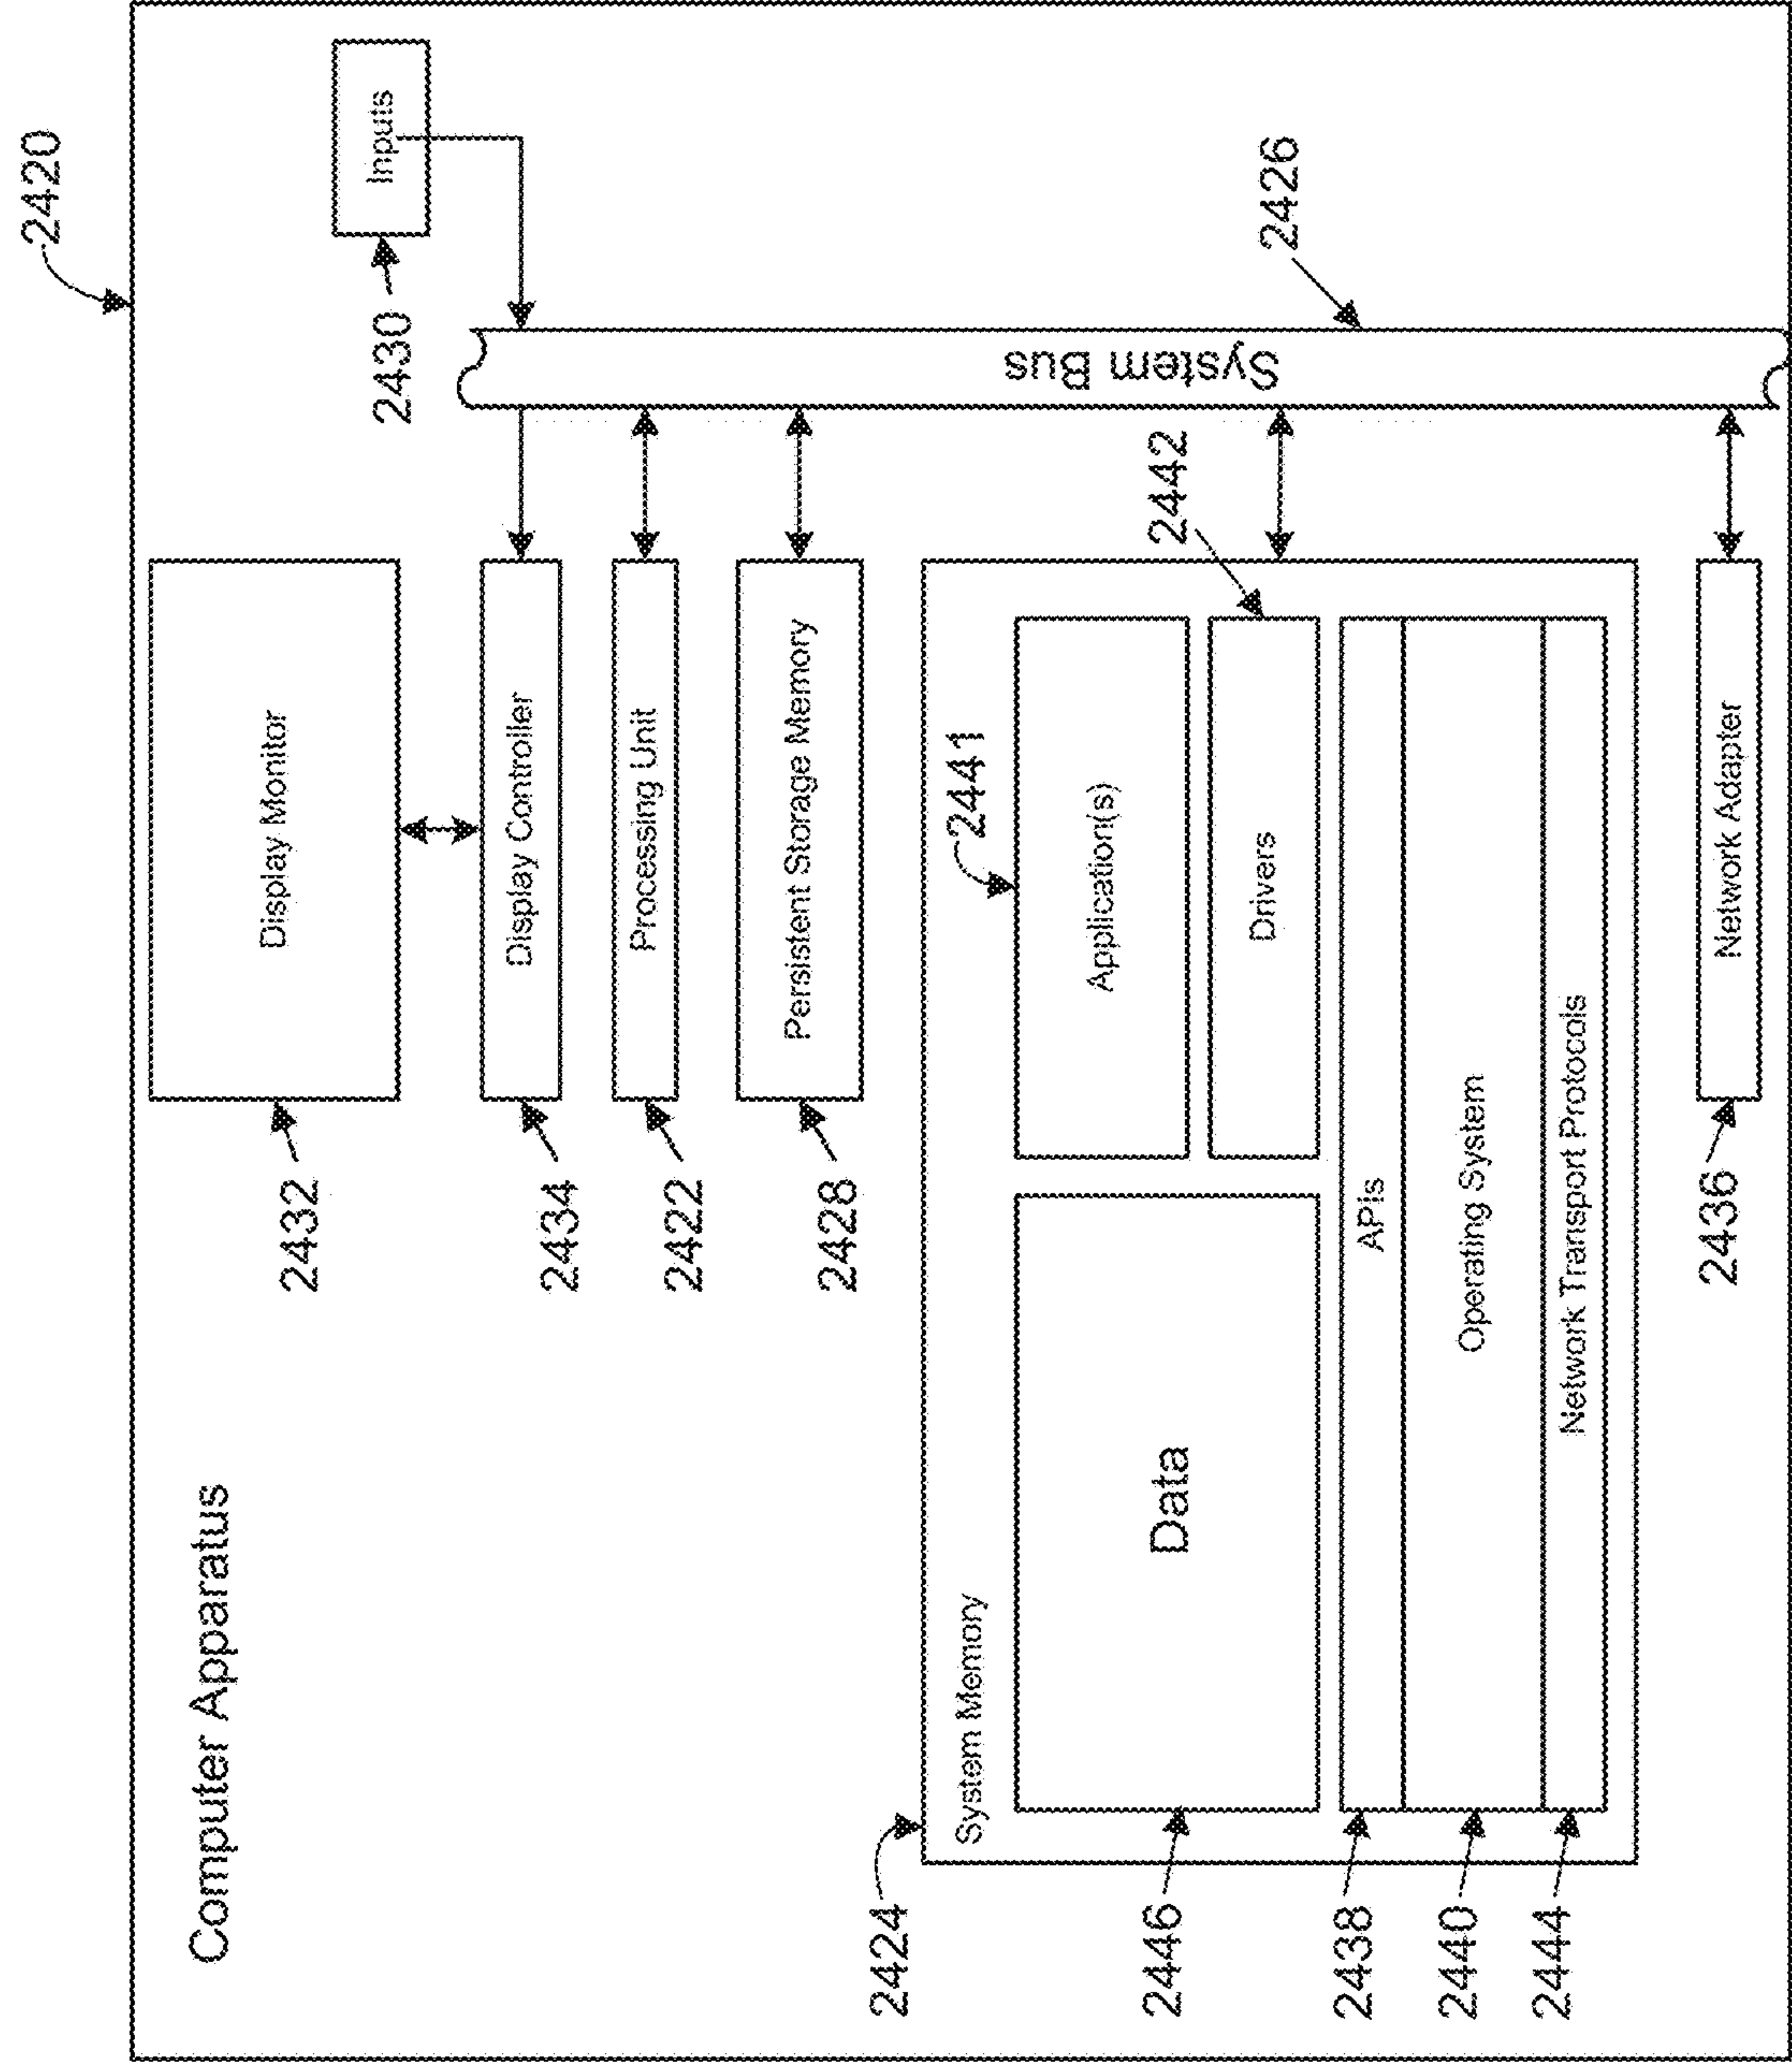 2420
Computer Apparatus
2432
Display Monitor
2430
Inputs
2434
Display Controller
2422
Processing Unit
2428
Persistent Storage Memory
System Bus
2426
2424
System Memory
2441
2442
2446
Data
Application(s)
Drivers
2438
APIs
2440
Operating System
2444
Network Transport Protocols
2436
Network Adapter